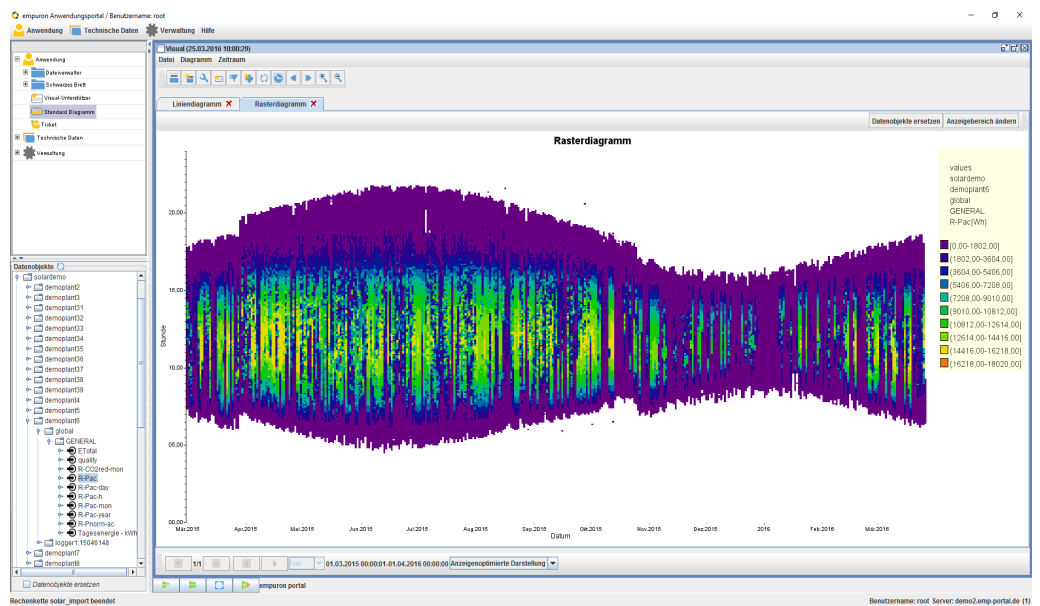 empuron Anwendungsportal / Benutzername: root
Anwendung Technische Daten Verwaltung Hilfe
Anwendung
Dateiverwalter
Schwarzes Brett
Visual-Unterstützer
Standard Diagramm
Ticket
Technische Daten
Verwaltung
Datenobjekte
solardemo
demoplant2
demoplant3
demoplant31
demoplant32
demoplant33
demoplant34
demoplant35
demoplant36
demoplant37
demoplant38
demoplant39
demoplant4
demoplant5
demoplant6
global
GENERAL
ETotal
quality
R-CO2red-mon
R-Pac
R-Pac-day
R-Pac-h
R-Pac-mon
R-Pac-year
R-Pnorm-ac
Tagesenergie - kWh
logger1:15046148
demoplant7
demoplant8
Datenobjekte ersetzen
Visual (25.03.2016 10:00:29)
Datei Diagramm Zeitraum
Liniendiagramm Rasterdiagramm
Datenobjekte ersetzen Anzeigebereich ändern
Rasterdiagramm
Stunde
20,00
15,00
10,00
05,00
00,00
Mär.2015 Apr.2015 Mai.2015 Jun.2015 Jul.2015 Aug.2015 Sep.2015 Okt.2015 Nov.2015 Dez.2015 2016 Feb.2016 Mär.2016
Datum
values
solardemo
demoplant6
global
GENERAL
R-Pac(Wh)
[0,00-1802,00]
(1802,00-3604,00]
(3604,00-5406,00]
(5406,00-7208,00]
(7208,00-9010,00]
(9010,00-10812,00]
(10812,00-12614,00]
(12614,00-14416,00]
(14416,00-16218,00]
(16218,00-18020,00]
1/1 01.03.2015 00:00:01-01.04.2016 00:00:00 Anzeigenoptimierte Darstellung
empuron portal
Rechenkette solar_import beendet
Benutzername: root Server: demo2.emp-portal.de (1)